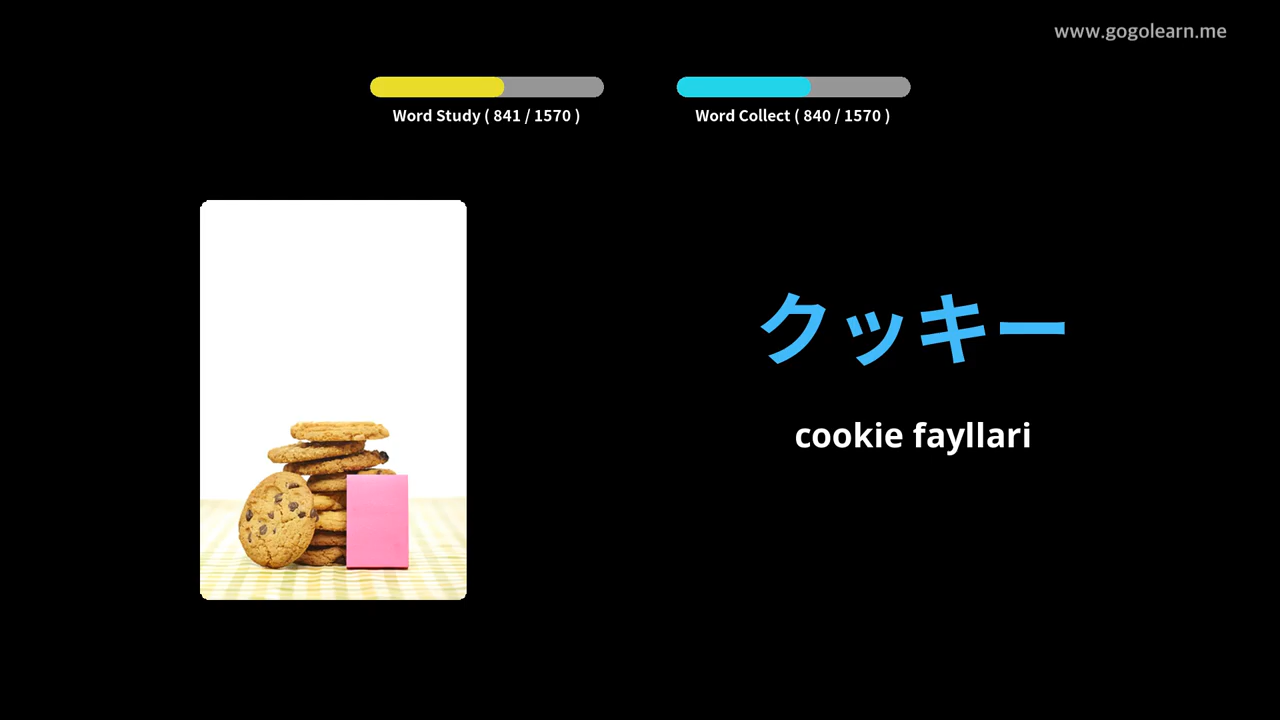 www.gogolearn.me
Word Study ( 841 / 1570 )
Word Collect ( 840 / 1570 )
クッキー
cookie fayllari